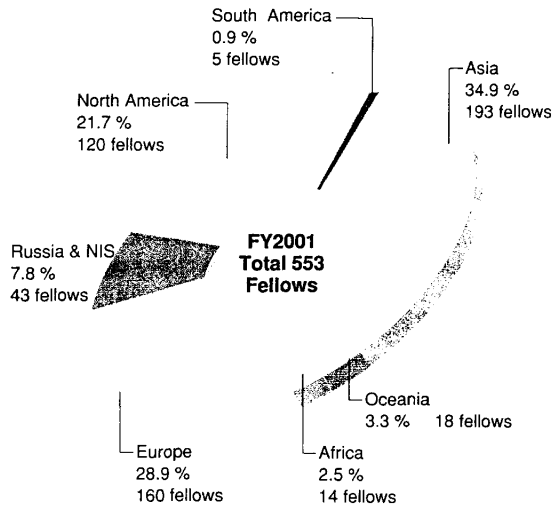 South America
0.9 %
5 fellows
Asia
34.9 %
193 fellows
North America
21.7 %
120 fellows
FY2001
Total 553
Fellows
Russia & NIS
7.8 %
43 fellows
Oceania
3.3 % 18 fellows
Europe
28.9 %
160 fellows
Africa
2.5 %
14 fellows